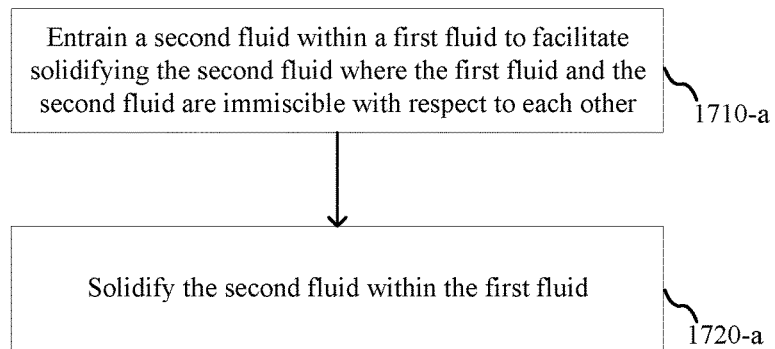 Entrain a second fluid within a first fluid to facilitate
solidifying the second fluid where the first fluid and the
second fluid are immiscible with respect to each other
1710-a
Solidify the second fluid within the first fluid
1720-a